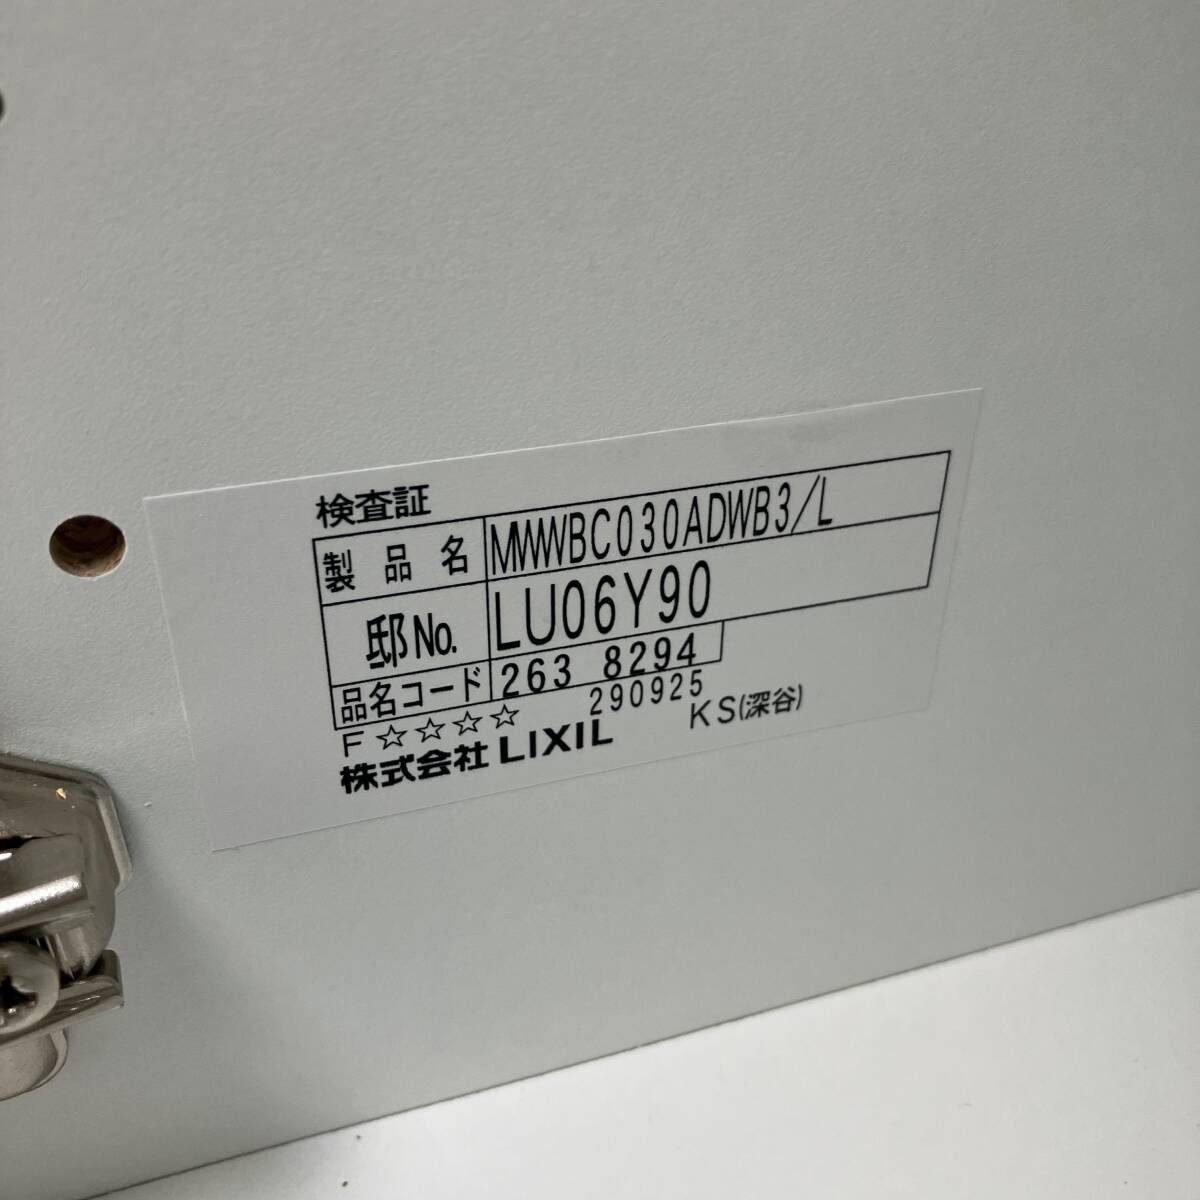 検査証
製品名 MWWBC030ADWB3/L
邸No. LU06Y90
品名コード 263 8294
F☆☆☆☆ 290925
株式会社 LIXIL KS(深谷)